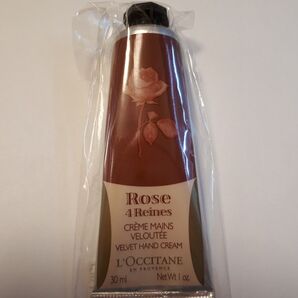 Rose
4 Reines
CRÈME MAINS
VELOUTÉE
VELVET HAND CREAM
L'OCCITANE
EN PROVENCE
30 ml Net Wt. 1 oz.